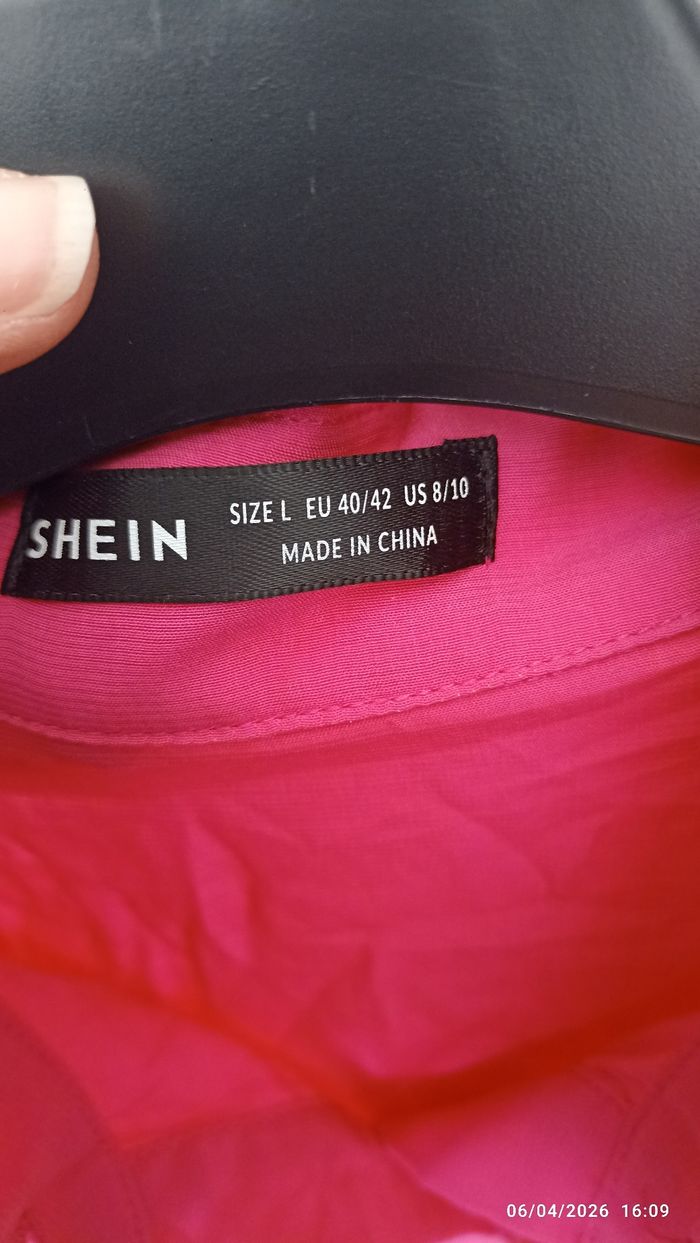 SHEIN
SIZE L EU 40/42 US 8/10
MADE IN CHINA
06/04/2026 16:09